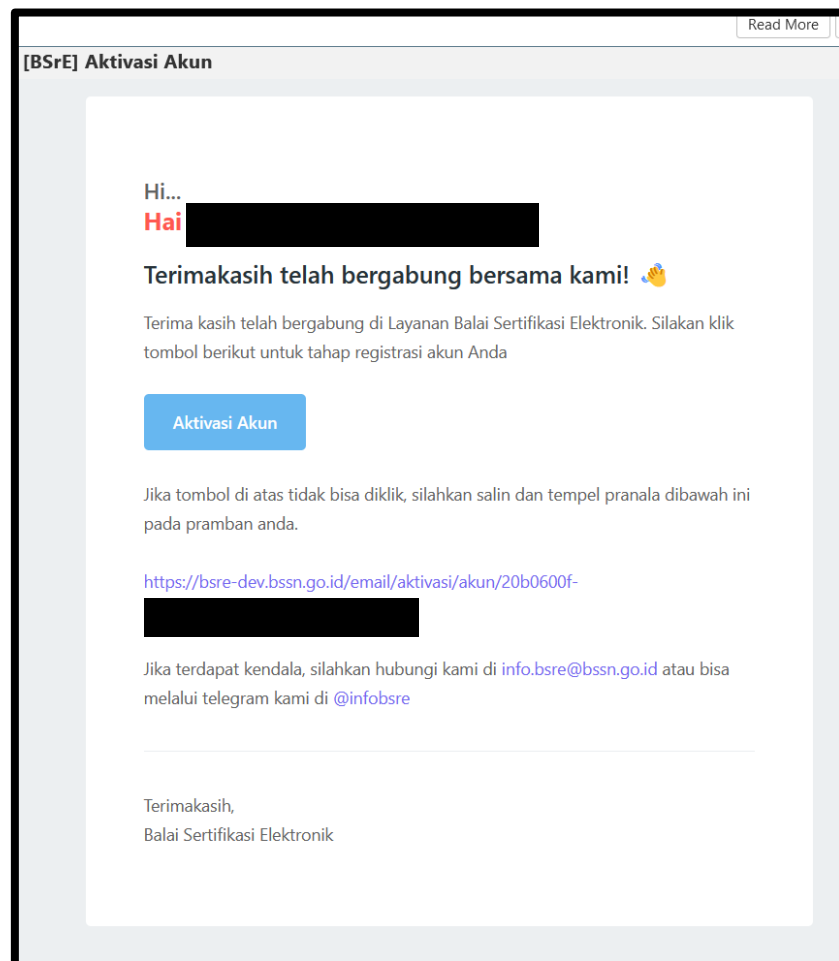 Read More
[BSrE] Aktivasi Akun
Hi...
Hai
Terimakasih telah bergabung bersama kami! 👋
Terima kasih telah bergabung di Layanan Balai Sertifikasi Elektronik. Silakan klik
tombol berikut untuk tahap registrasi akun Anda
Aktivasi Akun
Jika tombol di atas tidak bisa diklik, silahkan salin dan tempel pranala dibawah ini
pada pramban anda.
https://bsre-dev.bssn.go.id/email/aktivasi/akun/20b0600f-
Jika terdapat kendala, silahkan hubungi kami di info.bsre@bssn.go.id atau bisa
melalui telegram kami di @infobsre
Terimakasih,
Balai Sertifikasi Elektronik